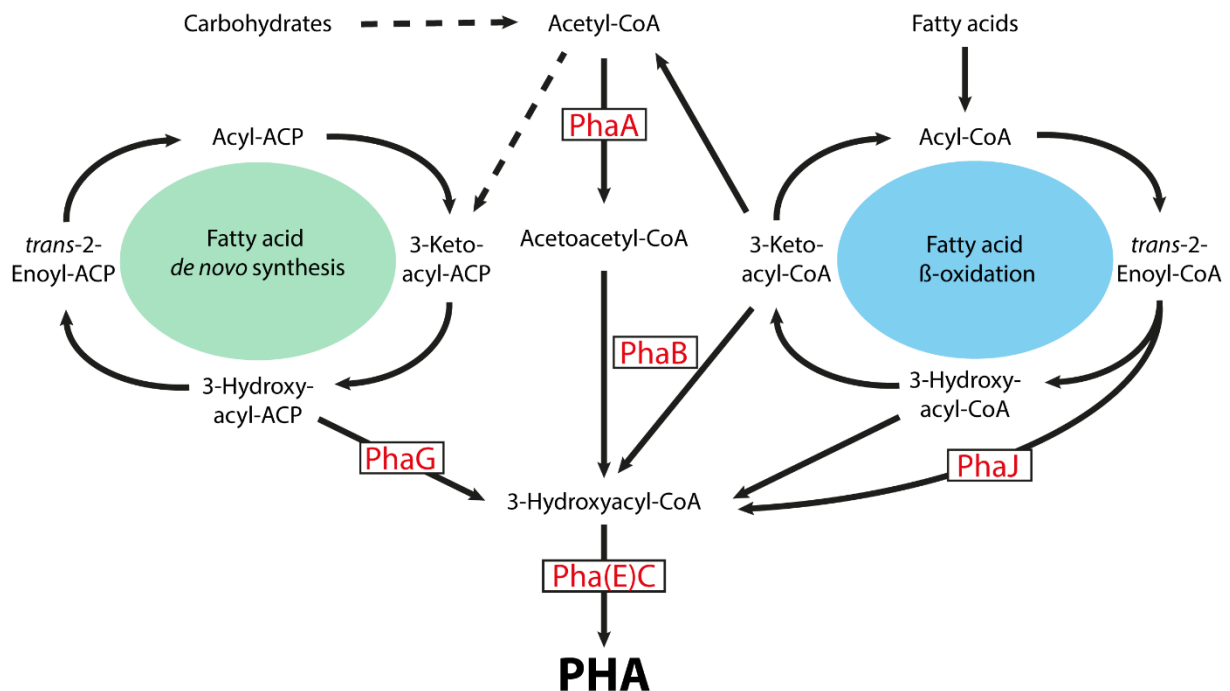 Carbohydrates
Acetyl-CoA
Fatty acids
PhaA
Acyl-ACP
Acyl-CoA
trans-2-
Enoyl-ACP
Fatty acid
de novo synthesis
3-Keto-
acyl-ACP
Acetoacetyl-CoA
3-Keto-
acyl-CoA
Fatty acid
ß-oxidation
trans-2-
Enoyl-CoA
PhaB
3-Hydroxy-
acyl-ACP
3-Hydroxy-
acyl-CoA
PhaG
PhaJ
3-Hydroxyacyl-CoA
Pha(E)C
PHA